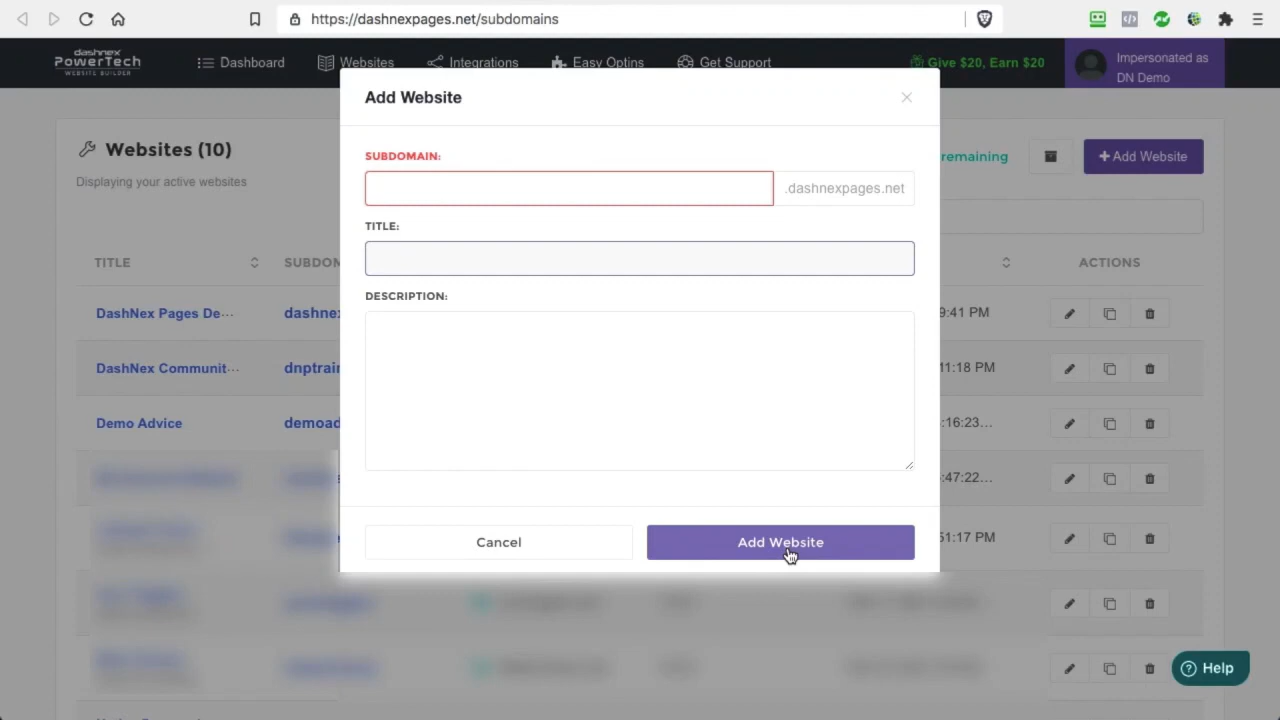 https://dashnexpages.net/subdomains
dashnex
PowerTech
WEBSITE BUILDER
Dashboard
Websites
Integrations
Easy Optins
Get Support
Give $20, Earn $20
Impersonated as
DN Demo
Add Website
Websites (10)
SUBDOMAIN:
remaining
+ Add Website
Displaying your active websites
.dashnexpages.net
TITLE:
TITLE
SUBDOM
ACTIONS
DESCRIPTION:
DashNex Pages De···
dashne
9:41 PM
DashNex Communit···
dnptrain
11:18 PM
Demo Advice
demoad
:16:23...
:47:22...
51:17 PM
Cancel
Add Website
Help